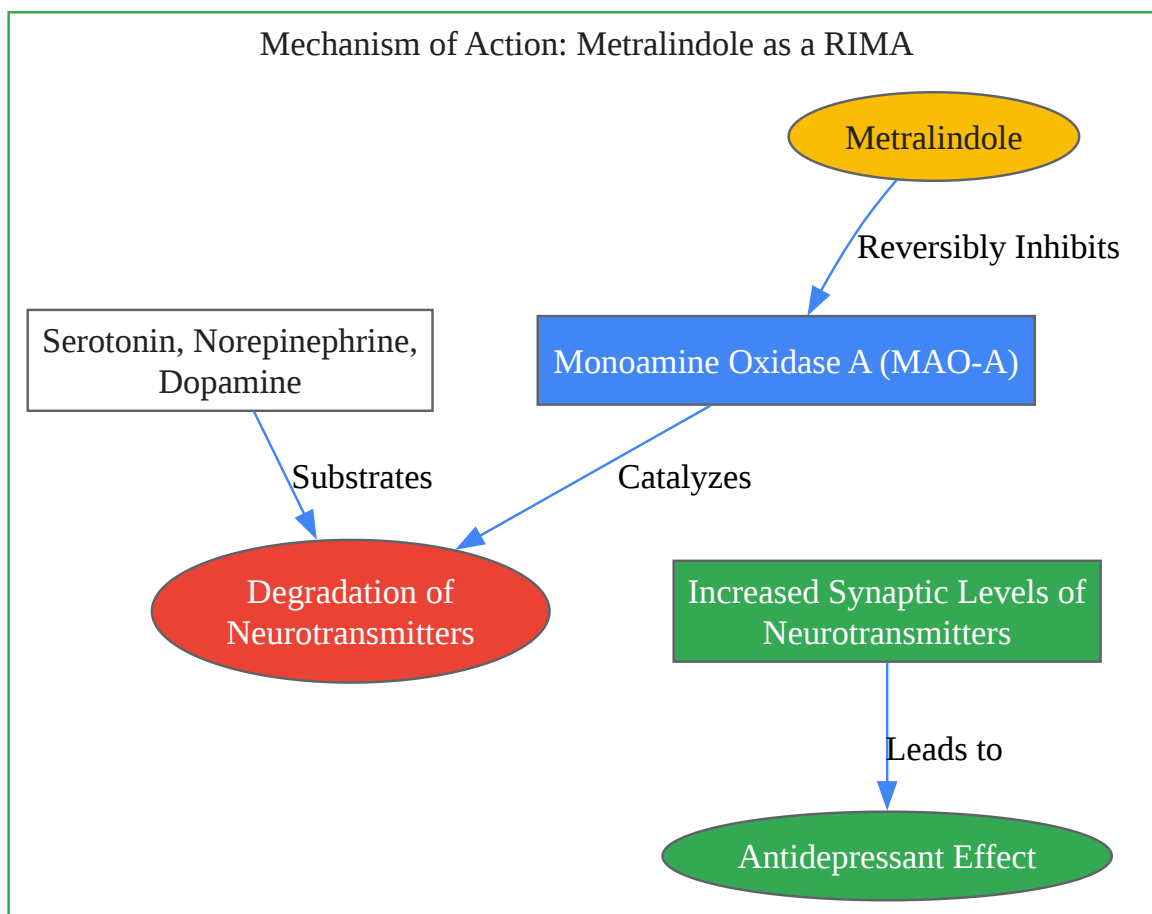 Mechanism of Action: Metralindole as a RIMA
Metralindole
Reversibly Inhibits
Serotonin, Norepinephrine,
Dopamine
Monoamine Oxidase A (MAO-A)
Substrates
Catalyzes
Degradation of
Neurotransmitters
Increased Synaptic Levels of
Neurotransmitters
Leads to
Antidepressant Effect